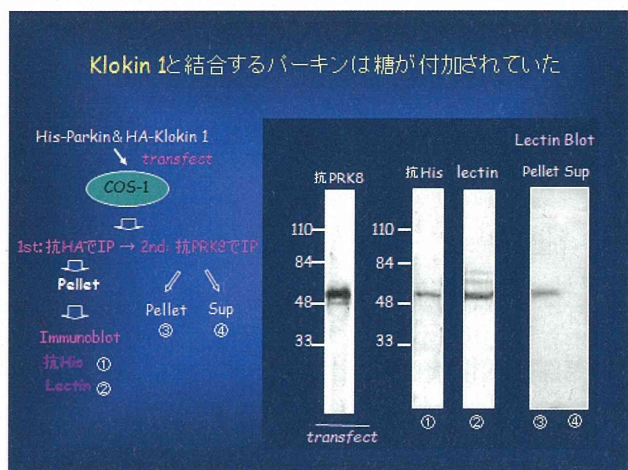 Klokin 1と結合するパーキンは糖が付加されていた
His-Parkin & HA-Klokin 1
transfect
COS-1
1st: 抗HAでIP → 2nd: 抗PRK8でIP
Pellet
Pellet
Sup
③
④
Immunoblot
抗His ①
Lectin ②
Lectin Blot
抗PRK8
抗His
lectin
Pellet Sup
110
84
48
33
110
84
48
33
transfect
①
②
③
④